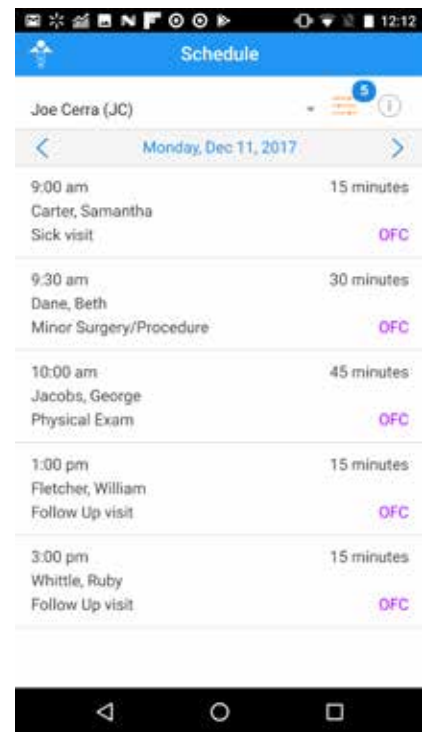 12:12
Schedule
Joe Cerra (JC)
5
Monday, Dec 11, 2017
9:00 am 15 minutes
Carter, Samantha
Sick visit OFC
9:30 am 30 minutes
Dane, Beth
Minor Surgery/Procedure OFC
10:00 am 45 minutes
Jacobs, George
Physical Exam OFC
1:00 pm 15 minutes
Fletcher, William
Follow Up visit OFC
3:00 pm 15 minutes
Whittle, Ruby
Follow Up visit OFC